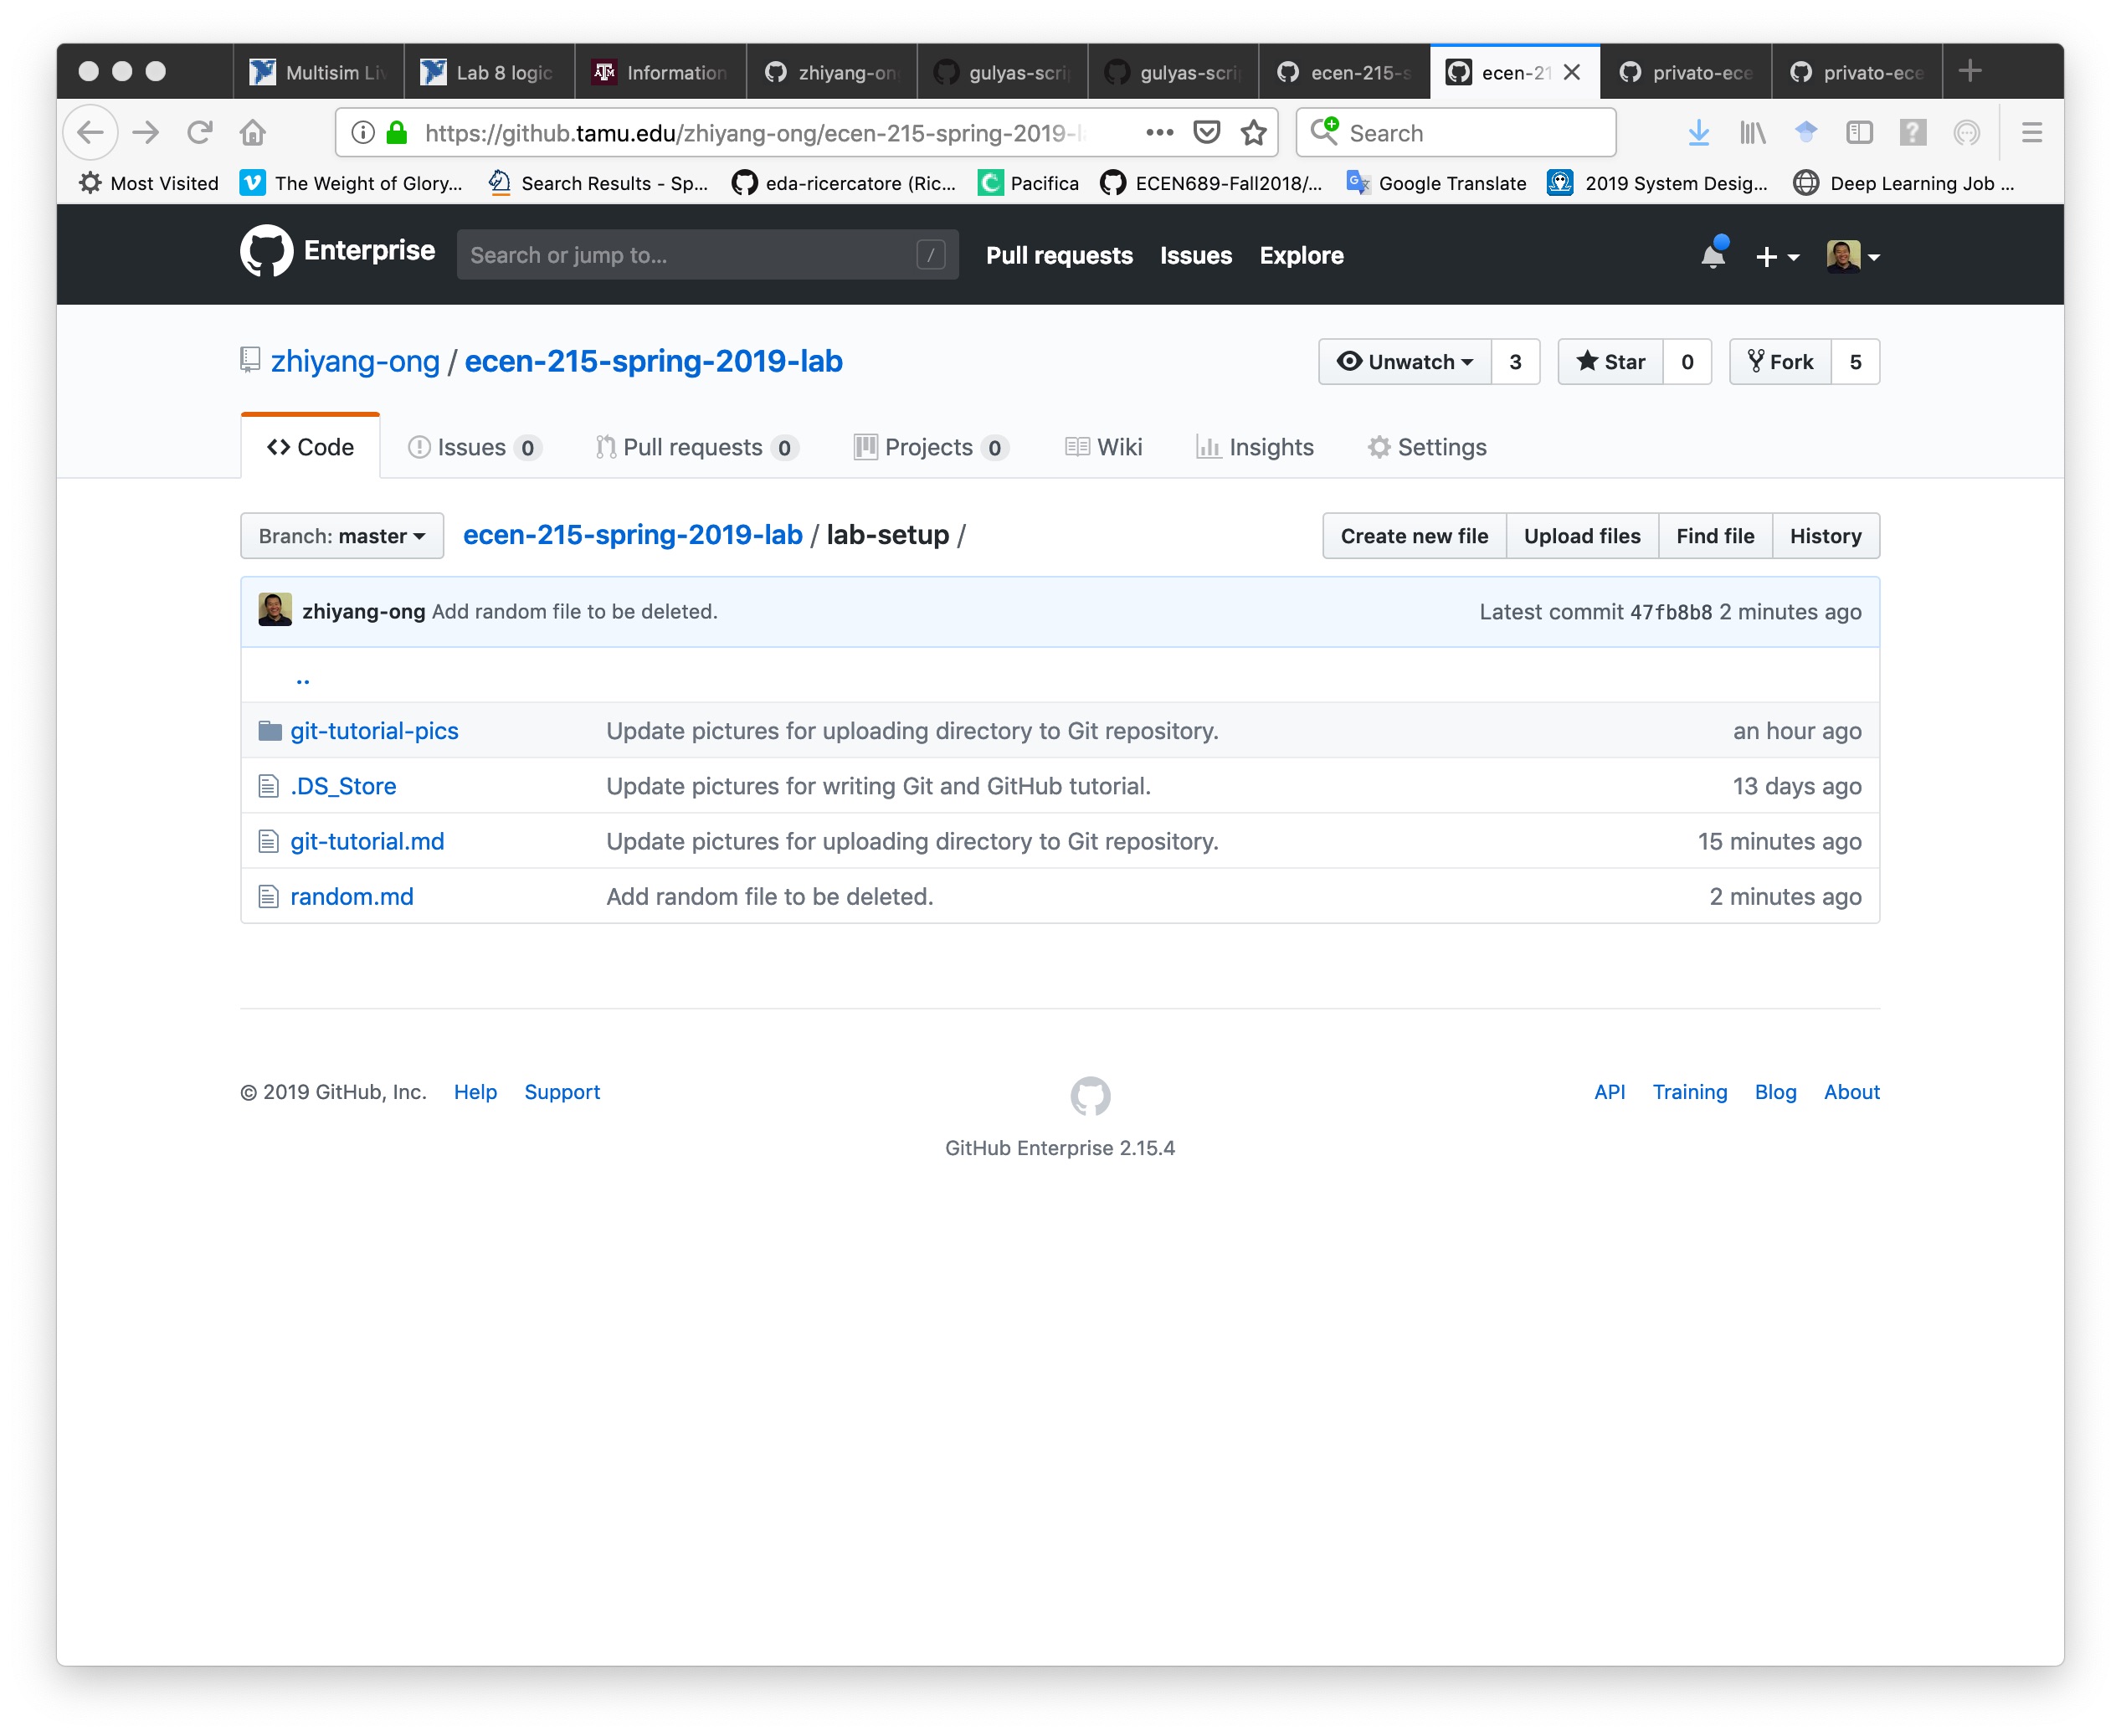 Multisim Liv
Lab 8 logic
Information
zhiyang-on
gulyas-scri
gulyas-scri
ecen-215-s
ecen-21
privato-ece
privato-ece
https://github.tamu.edu/zhiyang-ong/ecen-215-spring-2019-l
Search
Most Visited
The Weight of Glory...
Search Results - Sp...
eda-ricercatore (Ric...
Pacifica
ECEN689-Fall2018/...
Google Translate
2019 System Desig...
Deep Learning Job ...
Enterprise
Search or jump to...
/
Pull requests
Issues
Explore
zhiyang-ong / ecen-215-spring-2019-lab
Unwatch 3
Star 0
Fork 5
Code
Issues 0
Pull requests 0
Projects 0
Wiki
Insights
Settings
Branch: master
ecen-215-spring-2019-lab / lab-setup /
Create new file
Upload files
Find file
History
zhiyang-ong Add random file to be deleted.
Latest commit 47fb8b8 2 minutes ago
..
git-tutorial-pics Update pictures for uploading directory to Git repository. an hour ago
.DS_Store Update pictures for writing Git and GitHub tutorial. 13 days ago
git-tutorial.md Update pictures for uploading directory to Git repository. 15 minutes ago
random.md Add random file to be deleted. 2 minutes ago
© 2019 GitHub, Inc. Help Support
API Training Blog About
GitHub Enterprise 2.15.4